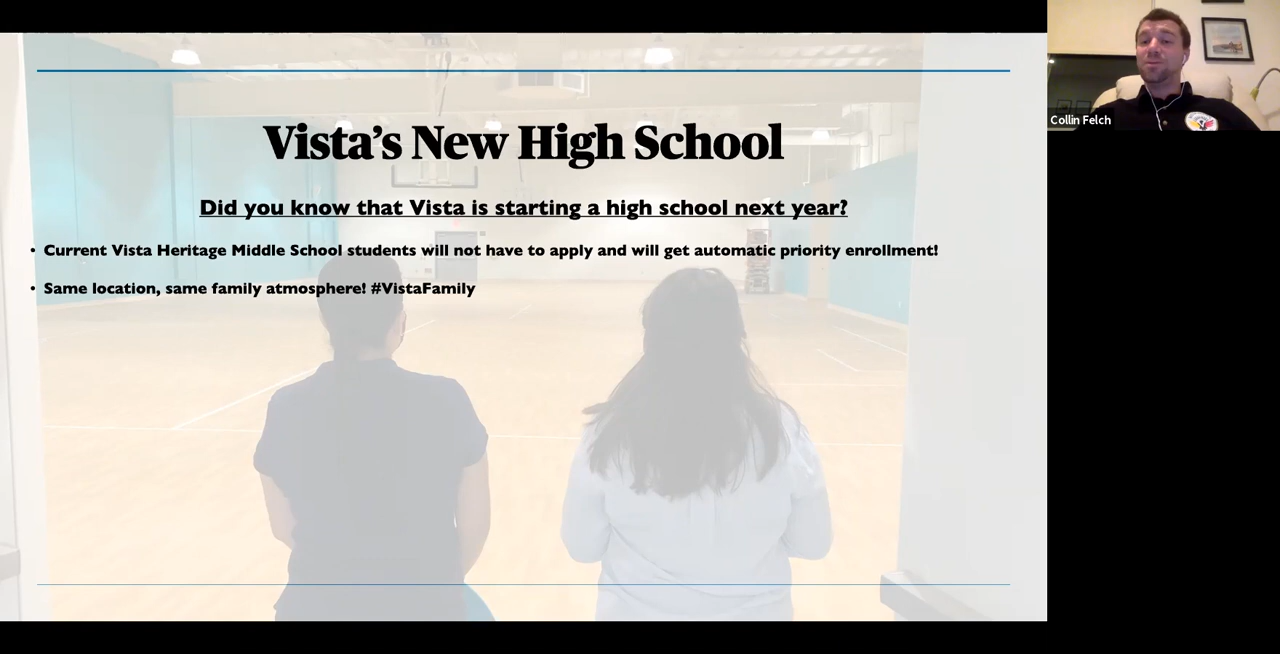 Vista’s New High School
Did you know that Vista is starting a high school next year?
• Current Vista Heritage Middle School students will not have to apply and will get automatic priority enrollment!
• Same location, same family atmosphere! #VistaFamily
Collin Felch